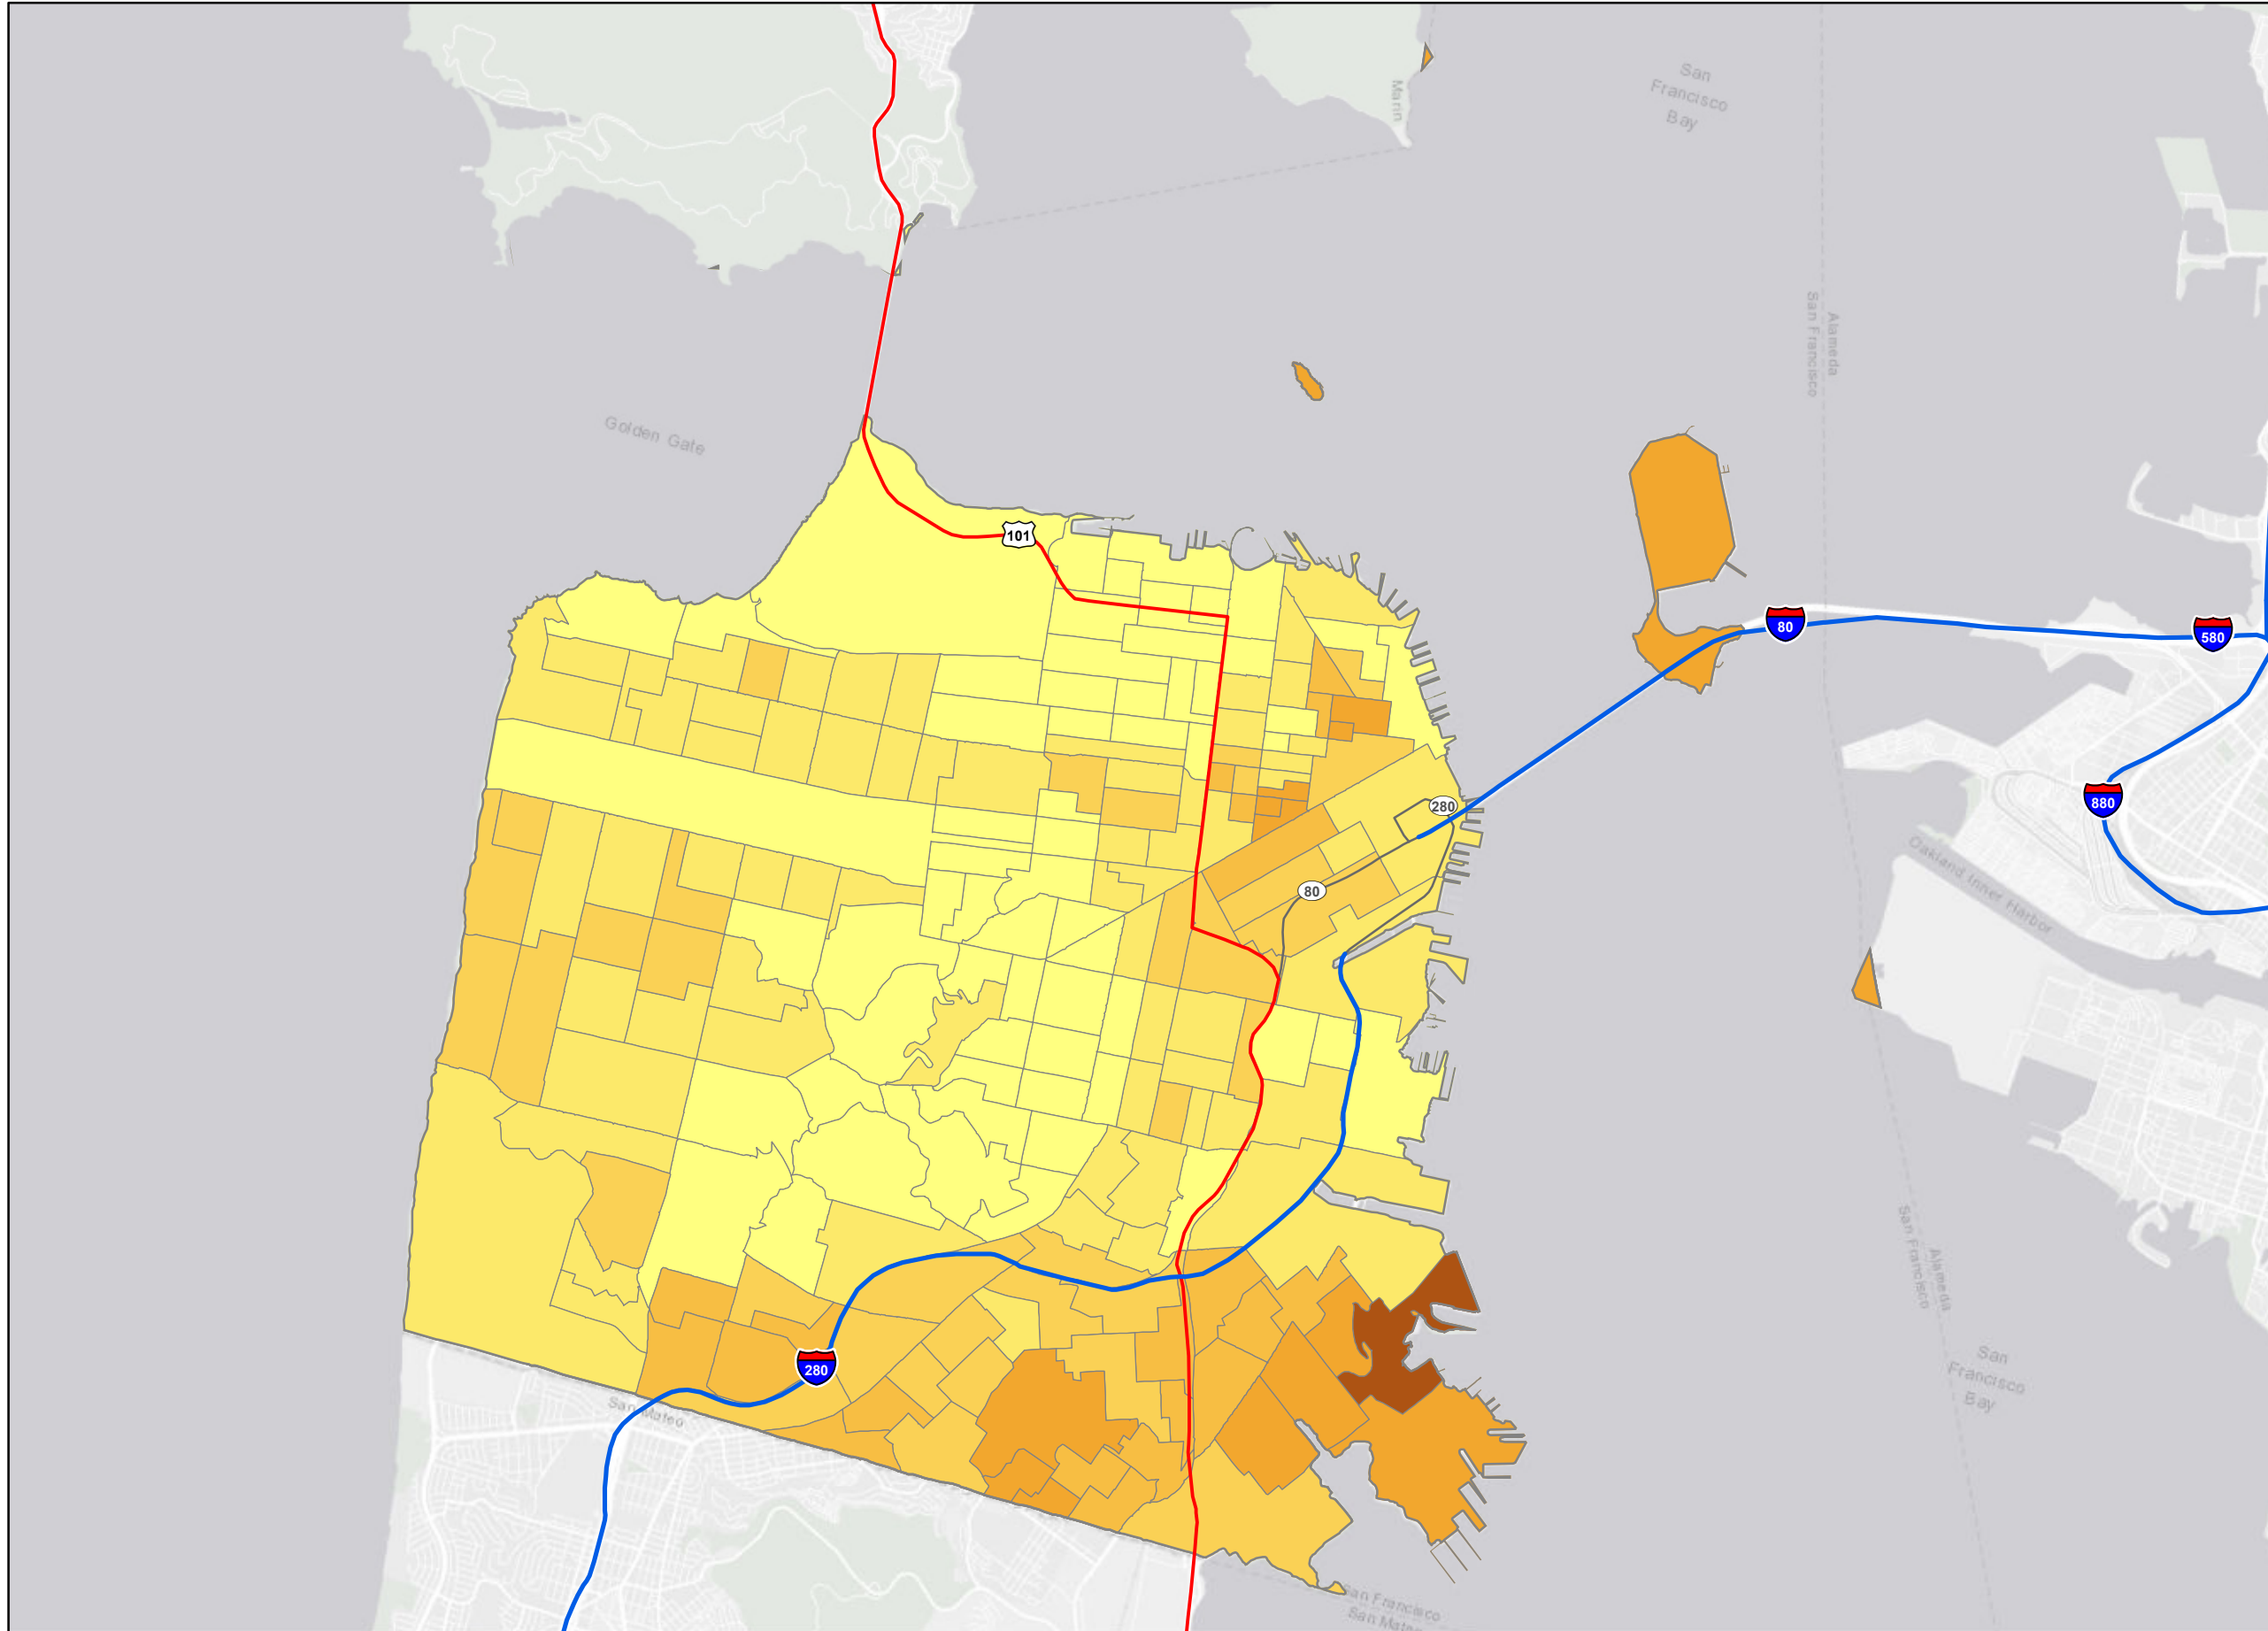 San
Francisco
Bay
Marin
Alameda
San Francisco
Golden Gate
101
80
580
280
880
80
Oakland Inner Harbor
San Francisco
Alameda
San
Francisco
Bay
280
San Mateo
San Francisco
San Mateo